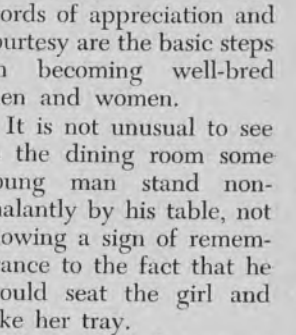 ords of appreciation and
ourtesy are the basic steps
becoming well-bred
en and women.
It is not unusual to see
the dining room some
oung man stand non-
halantly by his table, not
owing a sign of remem-
ance to the fact that he
ould seat the girl and
ke her tray.